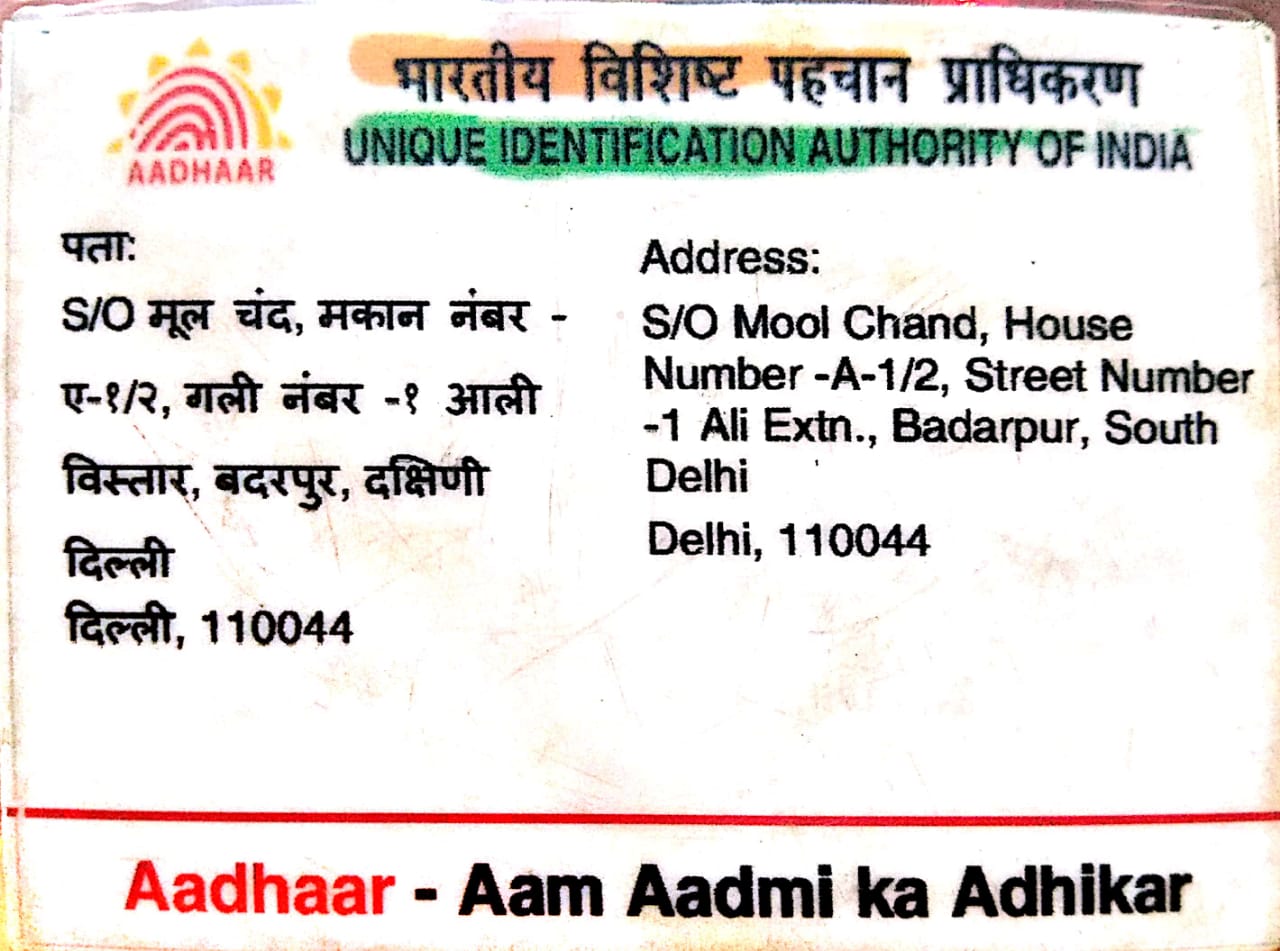 भारतीय विशिष्ट पहचान प्राधिकरण
UNIQUE IDENTIFICATION AUTHORITY OF INDIA
AADHAAR
पता:
S/O मूल चंद, मकान नंबर -
ए-१/२, गली नंबर -१ आली
विस्तार, बदरपुर, दक्षिणी
दिल्ली
दिल्ली, 110044
Address:
S/O Mool Chand, House
Number -A-1/2, Street Number
-1 Ali Extn., Badarpur, South
Delhi
Delhi, 110044
Aadhaar - Aam Aadmi ka Adhikar